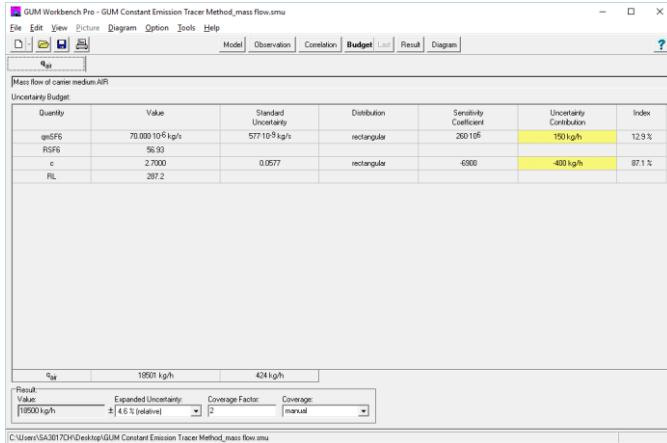 GUM Workbench Pro - GUM Constant Emission Tracer Method_mass flow.smu
File Edit View Picture Diagram Option Tools Help
Model Observation Correlation Budget Last Result Diagram ?
qair
Mass flow of carrier medium AIR
Uncertainty Budget:
Quantity Value Standard Uncertainty Distribution Sensitivity Coefficient Uncertainty Contribution Index
qmSF6 70.000·10-6 kg/s 577·10-9 kg/s rectangular 260·106 150 kg/h 12.9 %
RSF6 56.93
c 2.7000 0.0577 rectangular -6900 -400 kg/h 87.1 %
RL 287.2
qair 18501 kg/h 424 kg/h
Result:
Value: Expanded Uncertainty: Coverage Factor: Coverage:
18500 kg/h ± 4.6 % (relative) 2 manual
C:\Users\SA3017CH\Desktop\GUM Constant Emission Tracer Method_mass flow.smu